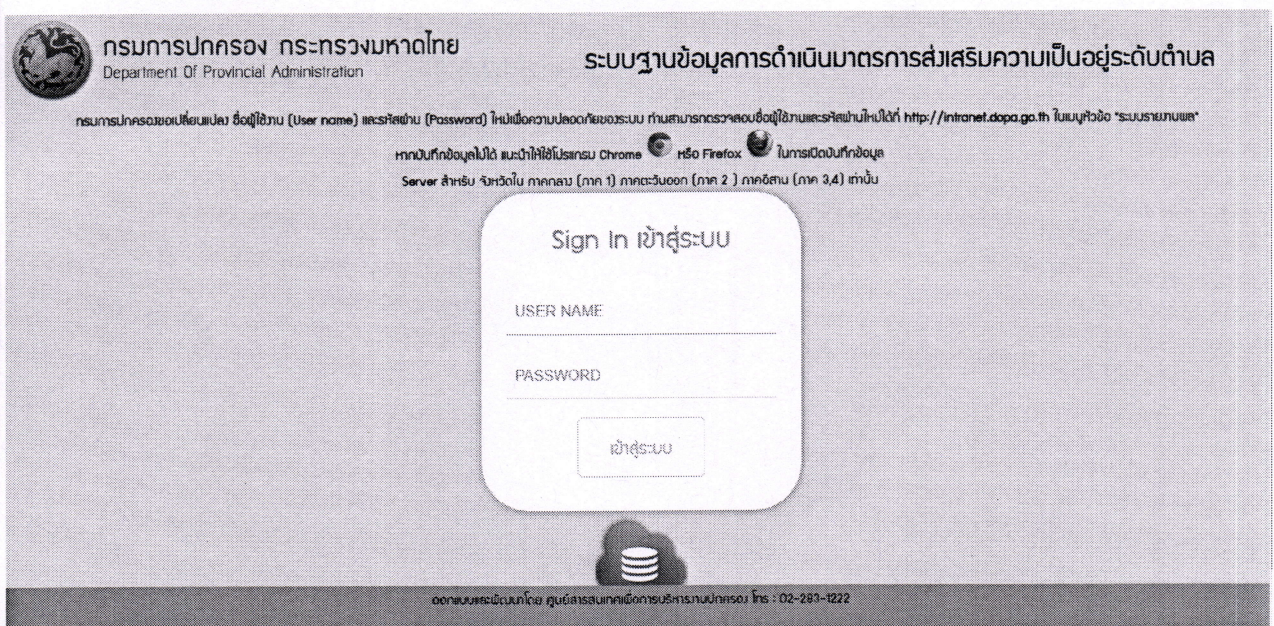 กรมการปกครอง กระทรวงมหาดไทย
Department Of Provincial Administration
ระบบฐานข้อมูลการดำเนินมาตรการส่งเสริมความเป็นอยู่ระดับตำบล
กรมการปกครองขอเปลี่ยนแปลง ชื่อผู้ใช้งาน (User name) และรหัสผ่าน (Password) ใหม่เพื่อความปลอดภัยของระบบ ท่านสามารถตรวจสอบชื่อผู้ใช้งานและรหัสผ่านใหม่ได้ที่ http://intranet.dopa.go.th ในเมนูหัวข้อ "ระบบรายงานผล"
หากบันทึกข้อมูลไม่ได้ แนะนำให้ใช้โปรแกรม Chrome หรือ Firefox ในการเปิดบันทึกข้อมูล
Server สำหรับ จังหวัดใน ภาคกลาง (ภาค 1) ภาคตะวันออก (ภาค 2 ) ภาคอีสาน (ภาค 3,4) เท่านั้น
Sign In เข้าสู่ระบบ
USER NAME
PASSWORD
เข้าสู่ระบบ
ออกแบบและพัฒนาโดย ศูนย์สารสนเทศเพื่อการบริหารงานปกครอง โทร : 02-283-1222